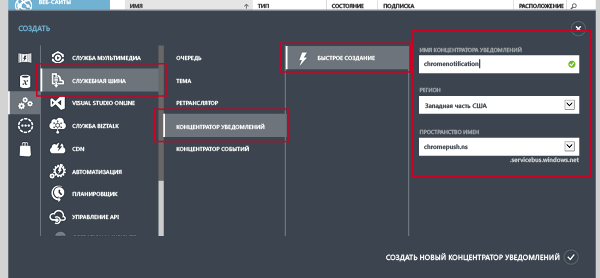 ВЕБ-САЙТЫ
ИМЯ ТИП СОСТОЯНИЕ ПОДПИСКА РАСПОЛОЖЕНИЕ
СОЗДАТЬ
СЛУЖБА МУЛЬТИМЕДИА
СЛУЖЕБНАЯ ШИНА
VISUAL STUDIO ONLINE
СЛУЖБА BIZTALK
CDN
АВТОМАТИЗАЦИЯ
ПЛАНИРОВЩИК
УПРАВЛЕНИЕ API
ОЧЕРЕДЬ
ТЕМА
РЕТРАНСЛЯТОР
КОНЦЕНТРАТОР УВЕДОМЛЕНИЙ
КОНЦЕНТРАТОР СОБЫТИЙ
БЫСТРОЕ СОЗДАНИЕ
ИМЯ КОНЦЕНТРАТОРА УВЕДОМЛЕНИЙ
chromenotification
РЕГИОН
Западная часть США
ПРОСТРАНСТВО ИМЕН
chromepush.ns
.servicebus.windows.net
СОЗДАТЬ НОВЫЙ КОНЦЕНТРАТОР УВЕДОМЛЕНИЙ